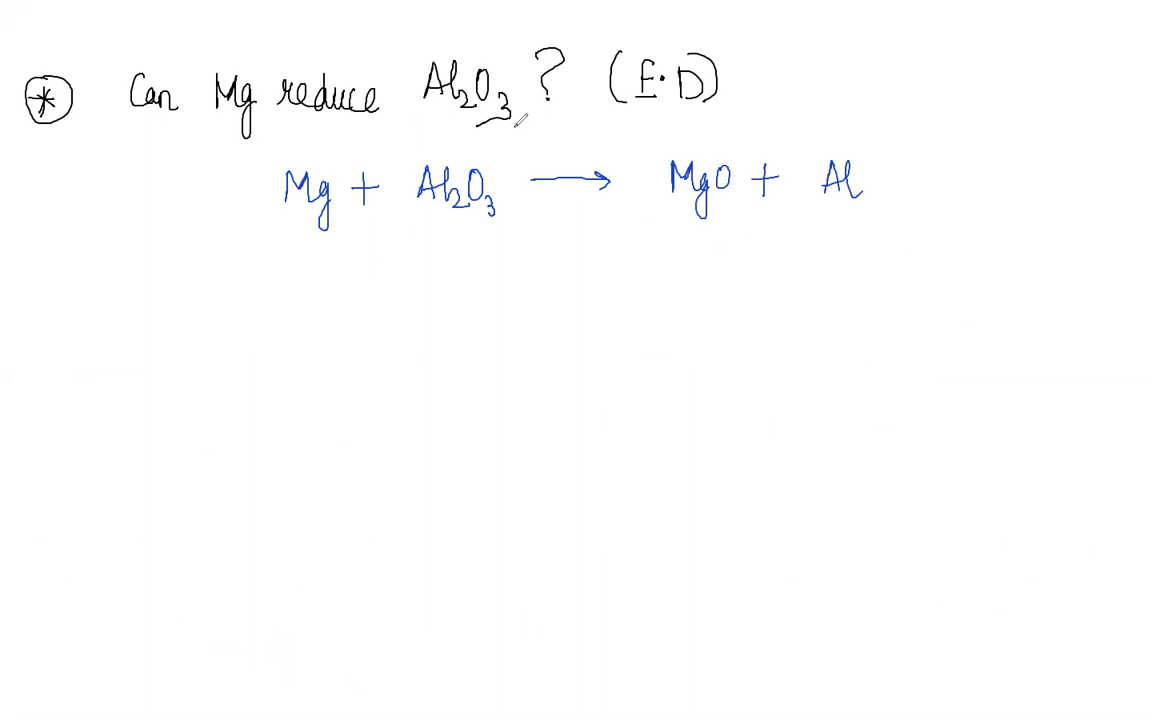 * Can Mg reduce Al₂O₃ ? (E·D)
Mg + Al₂O₃ → MgO + Al